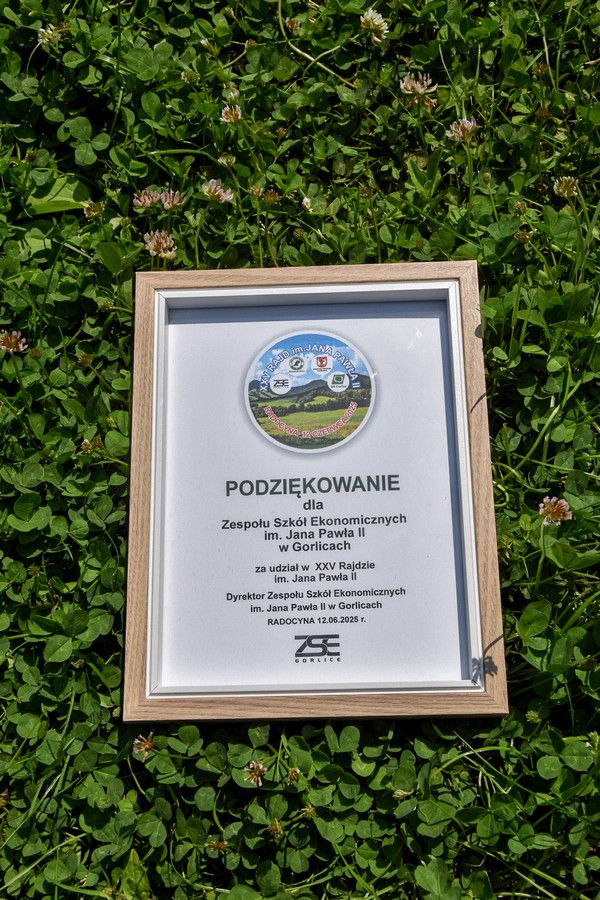 XXV RAJD im. JANA PAWŁA II
ZSE
RADOCYNA- 12 CZERWCA 2025
PODZIĘKOWANIE
dla
Zespołu Szkół Ekonomicznych
im. Jana Pawła II
w Gorlicach
za udział w XXV Rajdzie
im. Jana Pawła II
Dyrektor Zespołu Szkół Ekonomicznych
im. Jana Pawła II w Gorlicach
RADOCYNA 12.06.2025 r.
ZSE
GORLICE